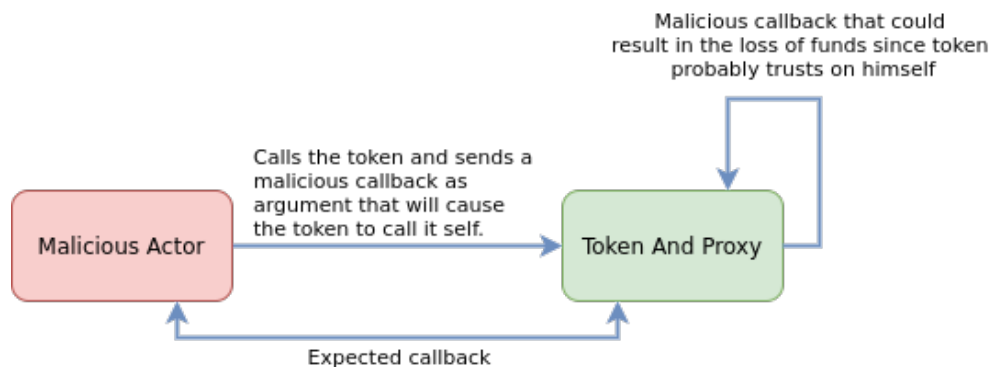 Malicious callback that could
result in the loss of funds since token
probably trusts on himself
Calls the token and sends a
malicious callback as
argument that will cause
the token to call it self.
Malicious Actor
Token And Proxy
Expected callback